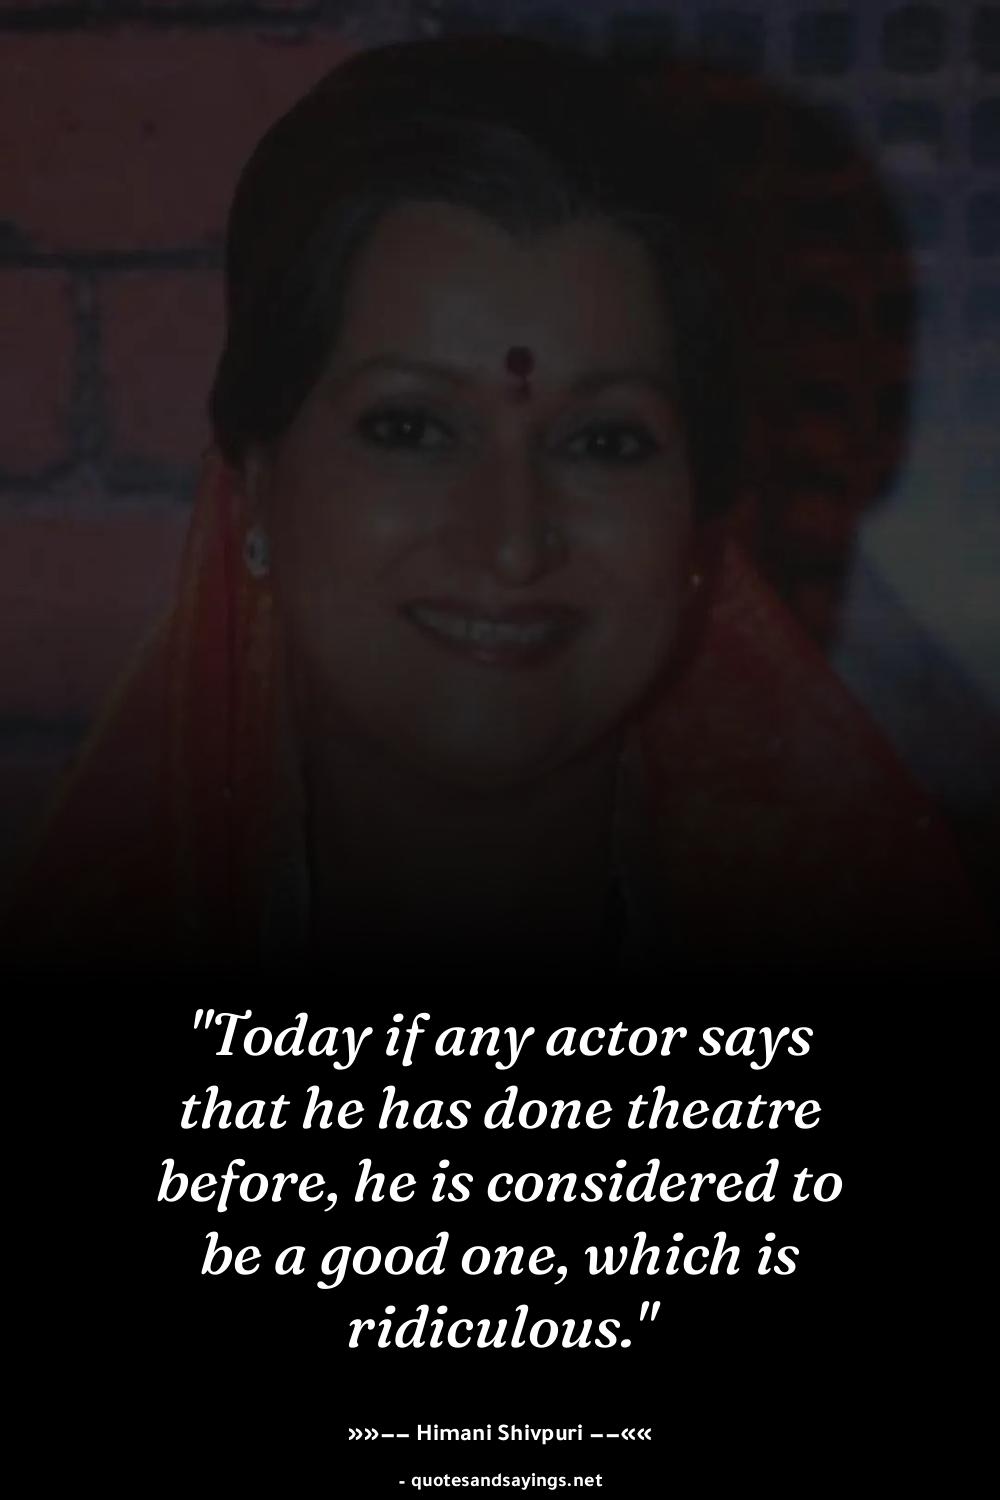 "Today if any actor says
that he has done theatre
before, he is considered to
be a good one, which is
ridiculous."
»»–– Himani Shivpuri ––««
- quotesandsayings.net